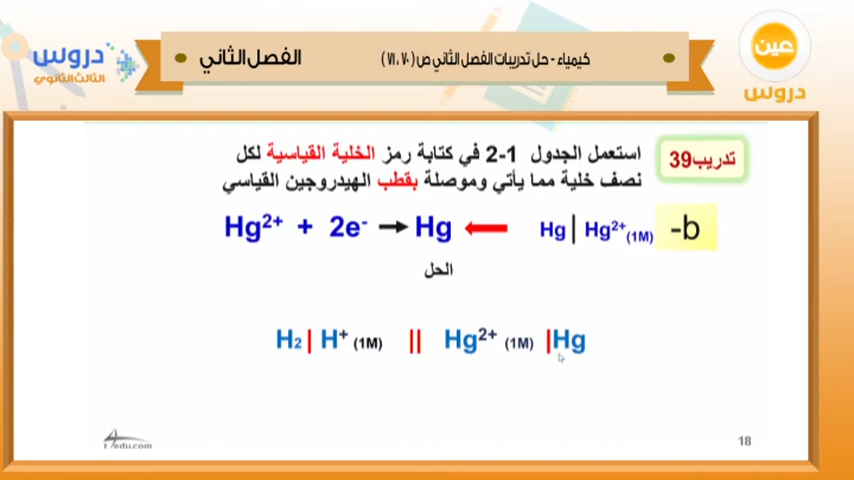 عين
دروس
كيمياء - حل تدريبات الفصل الثاني ص ( ٧٠ ، ٧١ )
الفصل الثاني
دروس
الثالث الثانوي
تدريب39
استعمل الجدول 1-2 في كتابة رمز الخلية القياسية لكل
نصف خلية مما يأتي وموصلة بقطب الهيدروجين القياسي
Hg²⁺ + 2e⁻ → Hg ← Hg | Hg²⁺(1M) -b
الحل
H₂ | H⁺ (1M) || Hg²⁺ (1M) |Hg
t4edu.com
18